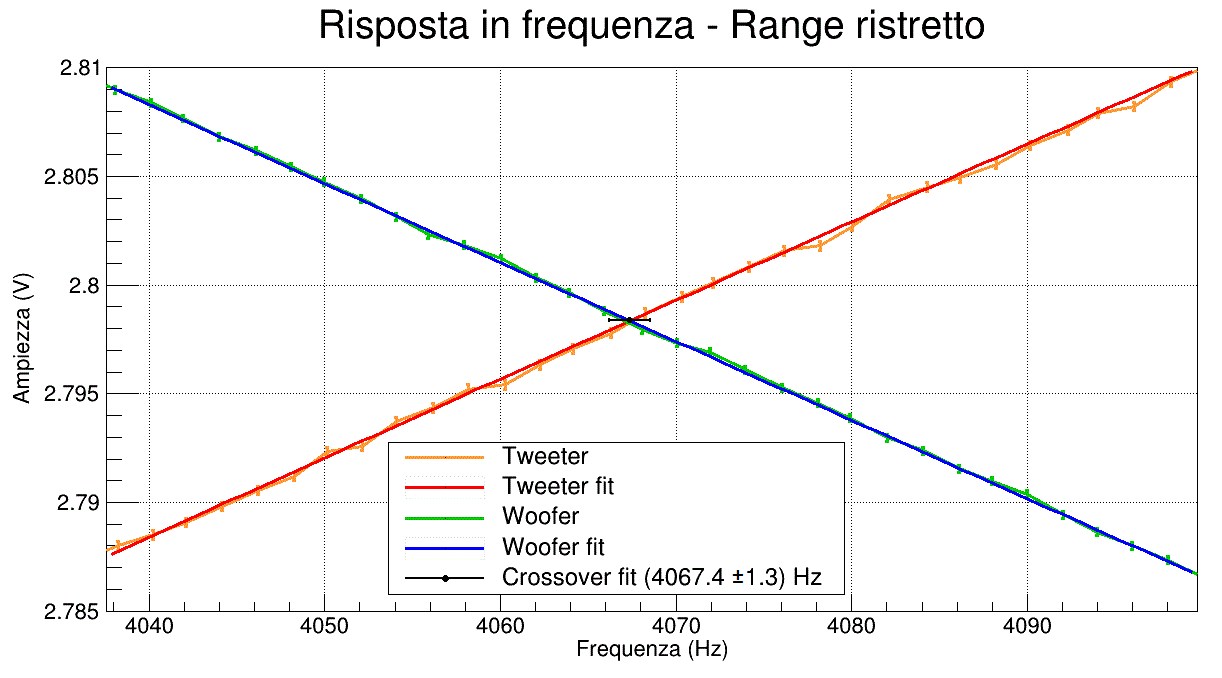 Risposta in frequenza - Range ristretto
2.81
2.805
2.8
2.795
2.79
2.785
Ampiezza (V)
Tweeter
Tweeter fit
Woofer
Woofer fit
Crossover fit (4067.4 ±1.3) Hz
4040 4050 4060 4070 4080 4090
Frequenza (Hz)